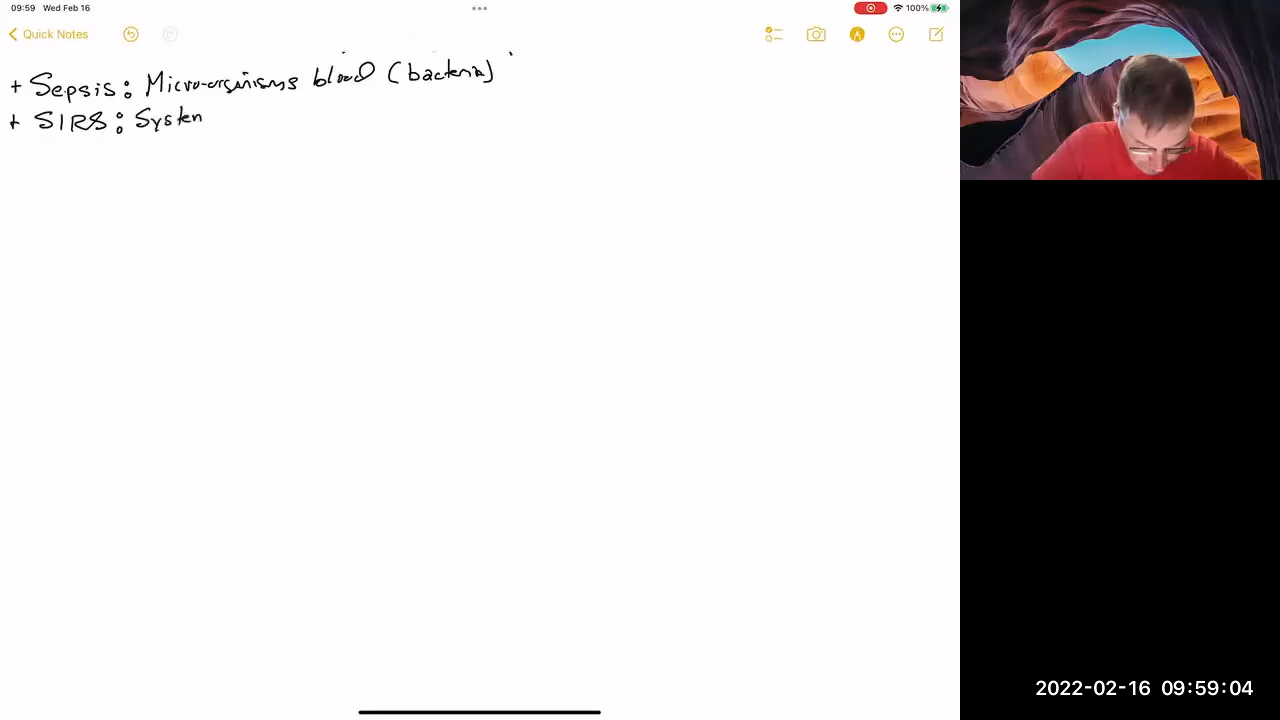 09:59 Wed Feb 16
100%
Quick Notes
+ Sepsis: Micro-organisms blood (bacteria)
+ SIRS: System
2022-02-16 09:59:04